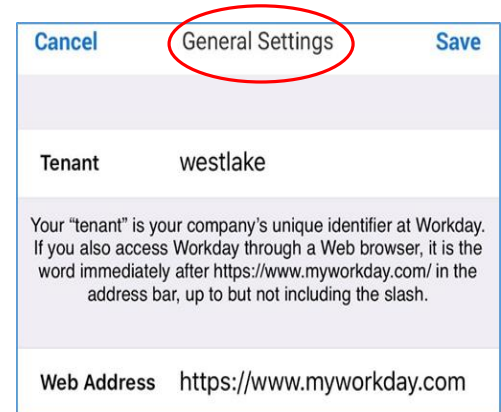 Cancel General Settings Save
Tenant westlake
Your “tenant” is your company’s unique identifier at Workday.
If you also access Workday through a Web browser, it is the
word immediately after https://www.myworkday.com/ in the
address bar, up to but not including the slash.
Web Address https://www.myworkday.com